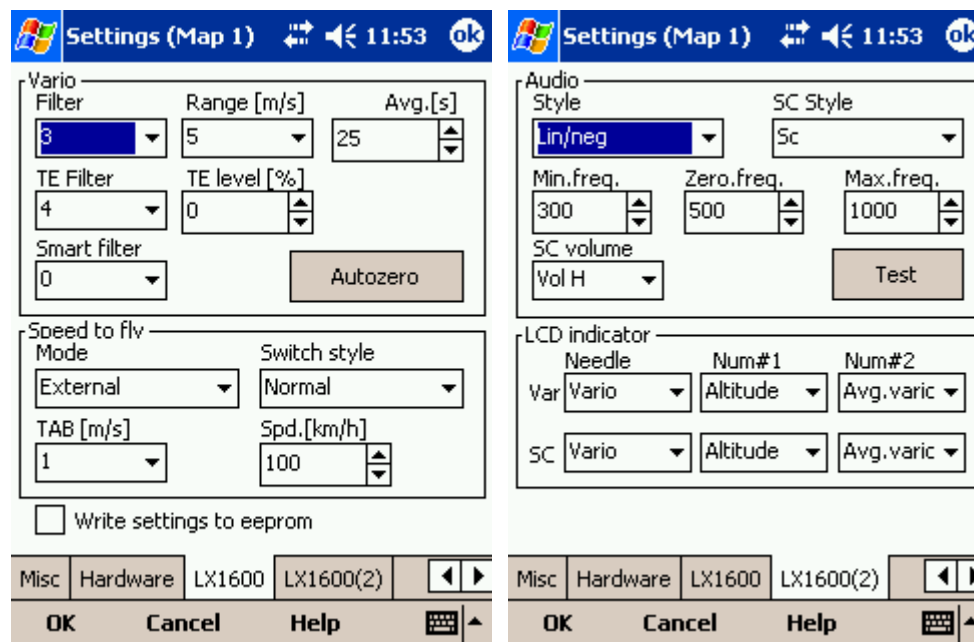 Settings (Map 1) 11:53 ok
Vario
Filter Range [m/s] Avg.[s]
3 5 25
TE Filter TE level [%]
4 0
Smart filter
0 Autozero
Speed to fly
Mode Switch style
External Normal
TAB [m/s] Spd.[km/h]
1 100
Write settings to eeprom
Misc Hardware LX1600 LX1600(2)
OK Cancel Help
Settings (Map 1) 11:53 ok
Audio
Style SC Style
Lin/neg Sc
Min.freq. Zero.freq. Max.freq.
300 500 1000
SC volume
Vol H Test
LCD indicator
Needle Num#1 Num#2
Var Vario Altitude Avg.varic
SC Vario Altitude Avg.varic
Misc Hardware LX1600 LX1600(2)
OK Cancel Help